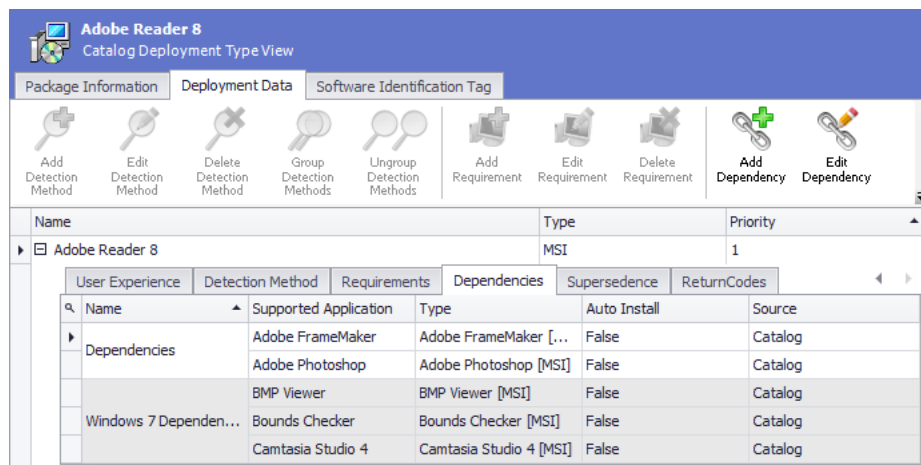 Adobe Reader 8
Catalog Deployment Type View
Package Information Deployment Data Software Identification Tag
Add Detection Method
Edit Detection Method
Delete Detection Method
Group Detection Methods
Ungroup Detection Methods
Add Requirement
Edit Requirement
Delete Requirement
Add Dependency
Edit Dependency
Name Type Priority
Adobe Reader 8 MSI 1
User Experience Detection Method Requirements Dependencies Supersedence ReturnCodes
Name Supported Application Type Auto Install Source
Dependencies
Adobe FrameMaker Adobe FrameMaker [... False Catalog
Adobe Photoshop Adobe Photoshop [MSI] False Catalog
Windows 7 Dependen...
BMP Viewer BMP Viewer [MSI] False Catalog
Bounds Checker Bounds Checker [MSI] False Catalog
Camtasia Studio 4 Camtasia Studio 4 [MSI] False Catalog